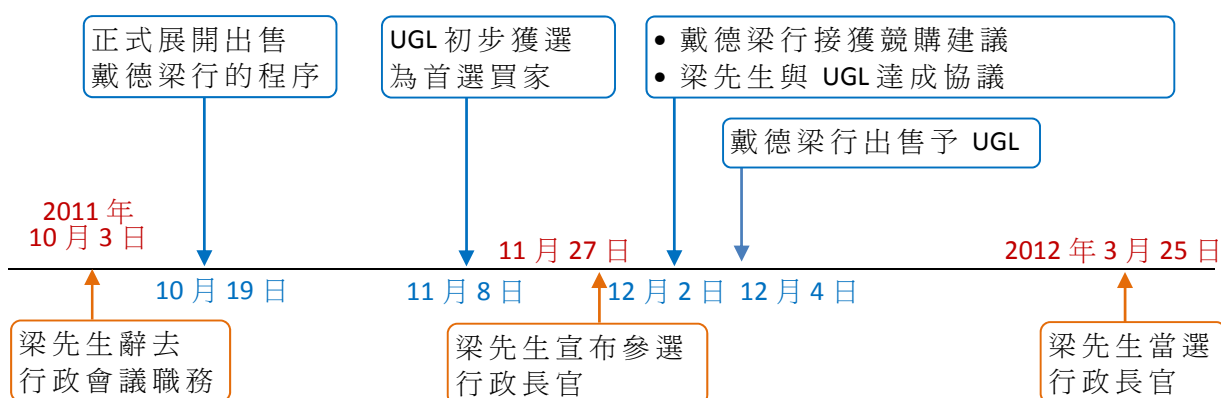 正式展開出售
戴德梁行的程序
UGL 初步獲選
為首選買家
• 戴德梁行接獲競購建議
• 梁先生與 UGL 達成協議
戴德梁行出售予 UGL
2011 年
10 月 3 日
11 月 27 日
2012 年 3 月 25 日
10 月 19 日
11 月 8 日
12 月 2 日
12 月 4 日
梁先生辭去
行政會議職務
梁先生宣布參選
行政長官
梁先生當選
行政長官